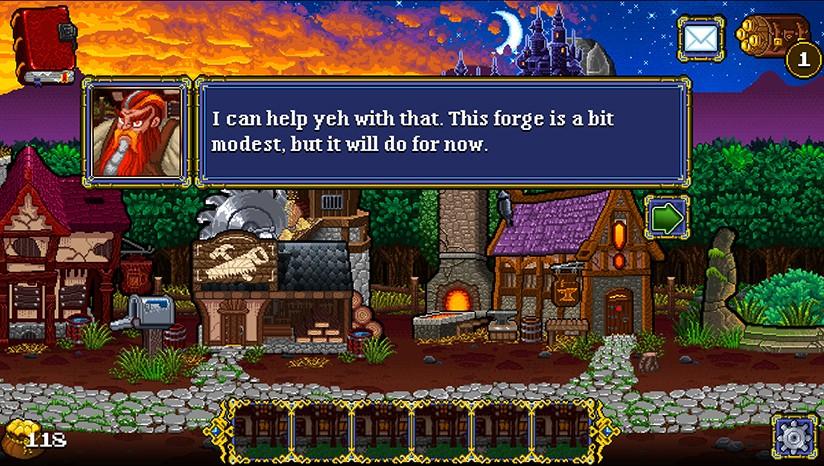 1
I can help yeh with that. This forge is a bit
modest, but it will do for now.
118